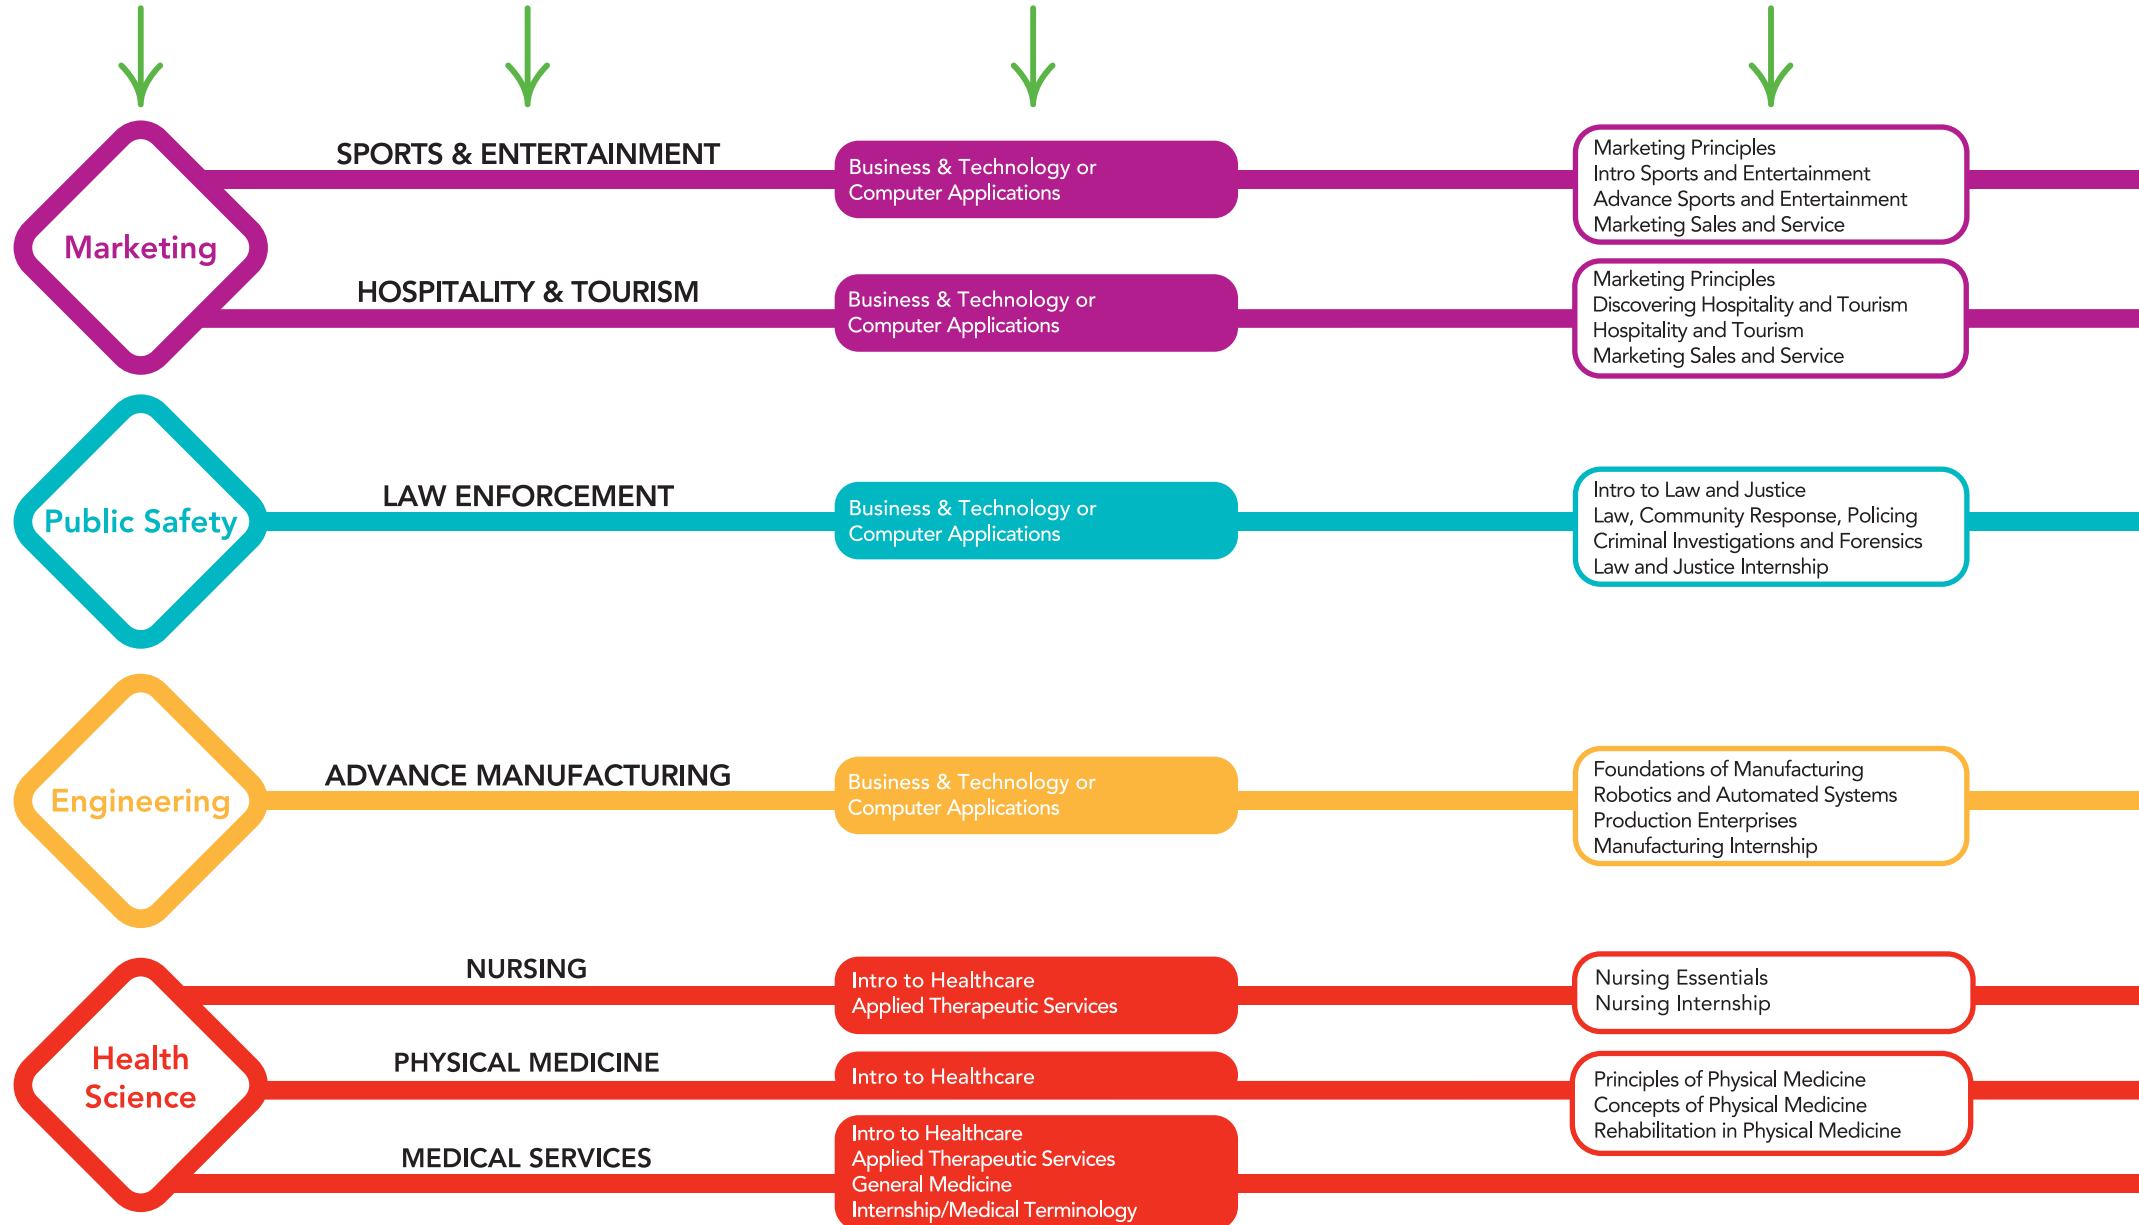 Marketing
SPORTS & ENTERTAINMENT
Business & Technology or
Computer Applications
Marketing Principles
Intro Sports and Entertainment
Advance Sports and Entertainment
Marketing Sales and Service
HOSPITALITY & TOURISM
Business & Technology or
Computer Applications
Marketing Principles
Discovering Hospitality and Tourism
Hospitality and Tourism
Marketing Sales and Service
Public Safety
LAW ENFORCEMENT
Business & Technology or
Computer Applications
Intro to Law and Justice
Law, Community Response, Policing
Criminal Investigations and Forensics
Law and Justice Internship
Engineering
ADVANCE MANUFACTURING
Business & Technology or
Computer Applications
Foundations of Manufacturing
Robotics and Automated Systems
Production Enterprises
Manufacturing Internship
Health
Science
NURSING
Intro to Healthcare
Applied Therapeutic Services
Nursing Essentials
Nursing Internship
PHYSICAL MEDICINE
Intro to Healthcare
Principles of Physical Medicine
Concepts of Physical Medicine
Rehabilitation in Physical Medicine
MEDICAL SERVICES
Intro to Healthcare
Applied Therapeutic Services
General Medicine
Internship/Medical Terminology